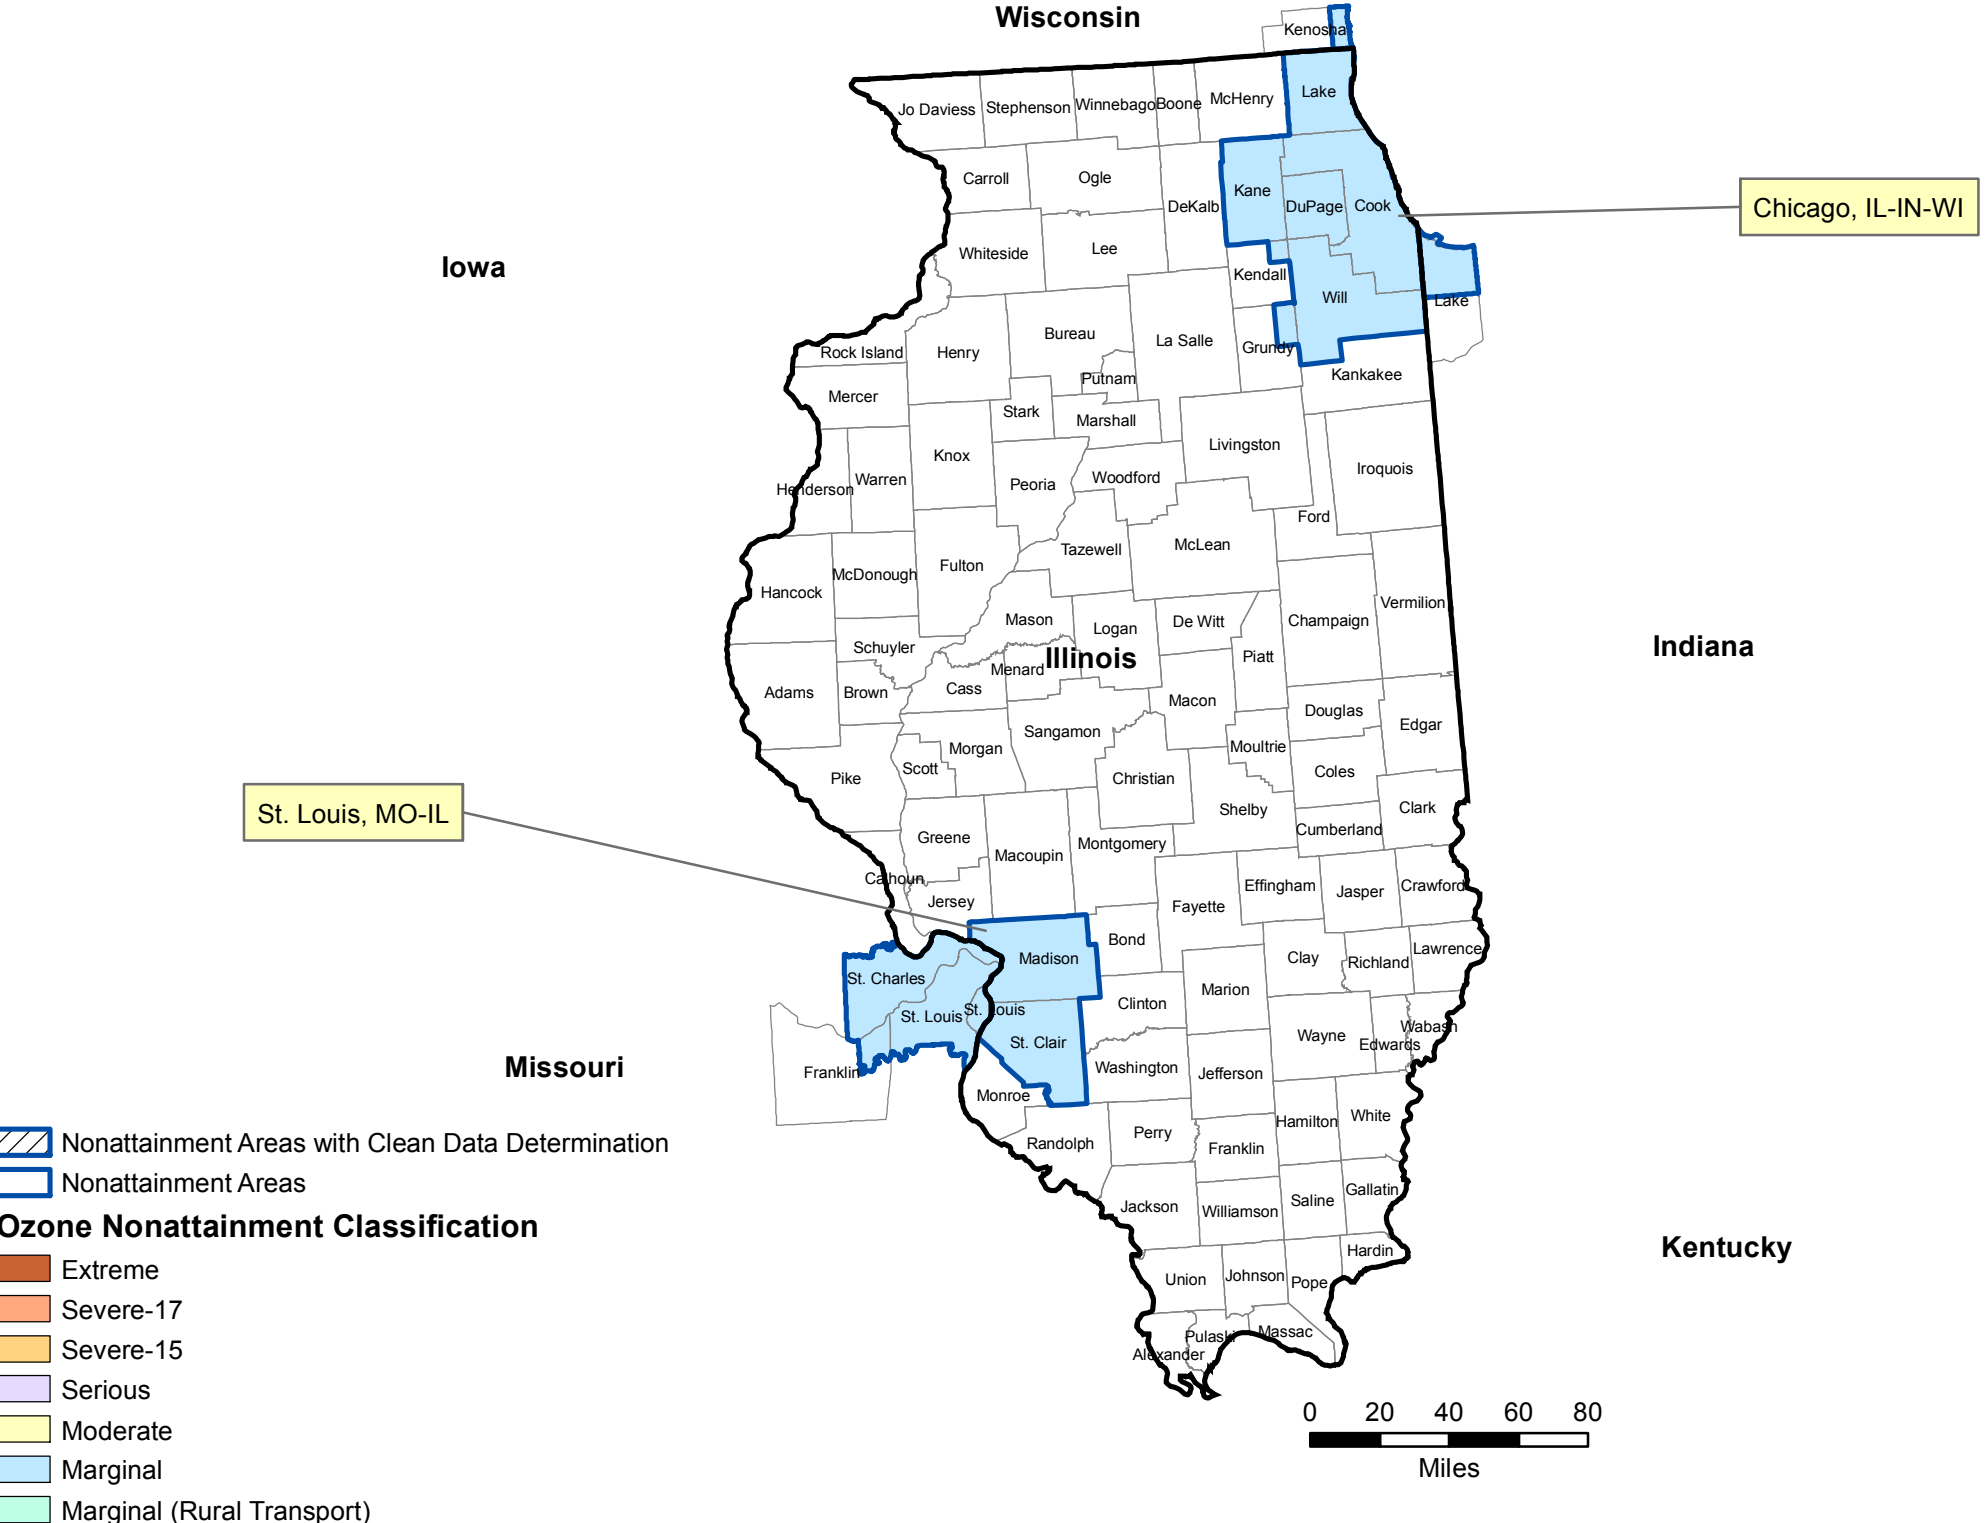 Wisconsin
Kenosha
Jo Daviess
Stephenson
Winnebago
Boone
McHenry
Lake
Carroll
Ogle
DeKalb
Kane
DuPage
Cook
Chicago, IL-IN-WI
Iowa
Whiteside
Lee
Kendall
Will
Lake
Rock Island
Henry
Bureau
La Salle
Grundy
Putnam
Kankakee
Mercer
Stark
Marshall
Livingston
Knox
Iroquois
Henderson
Warren
Peoria
Woodford
Ford
Tazewell
McLean
Hancock
McDonough
Fulton
Vermilion
Mason
Logan
De Witt
Champaign
Schuyler
Illinois
Piatt
Indiana
Menard
Adams
Brown
Cass
Macon
Douglas
Edgar
Sangamon
Moultrie
Morgan
Scott
Pike
Christian
Coles
St. Louis, MO-IL
Shelby
Clark
Greene
Cumberland
Macoupin
Montgomery
Calhoun
Jersey
Effingham
Jasper
Crawford
Fayette
Bond
Madison
Clay
Richland
Lawrence
St. Charles
Clinton
Marion
St. Louis
St. Louis
St. Clair
Wayne
Wabash
Edwards
Missouri
Franklin
Washington
Jefferson
Monroe
Hamilton
White
Randolph
Perry
Franklin
Gallatin
Saline
Jackson
Williamson
Kentucky
Hardin
Union
Johnson
Pope
Pulaski
Massac
Alexander
Nonattainment Areas with Clean Data Determination
Nonattainment Areas
Ozone Nonattainment Classification
Extreme
Severe-17
Severe-15
Serious
Moderate
Marginal
Marginal (Rural Transport)
0 20 40 60 80
Miles